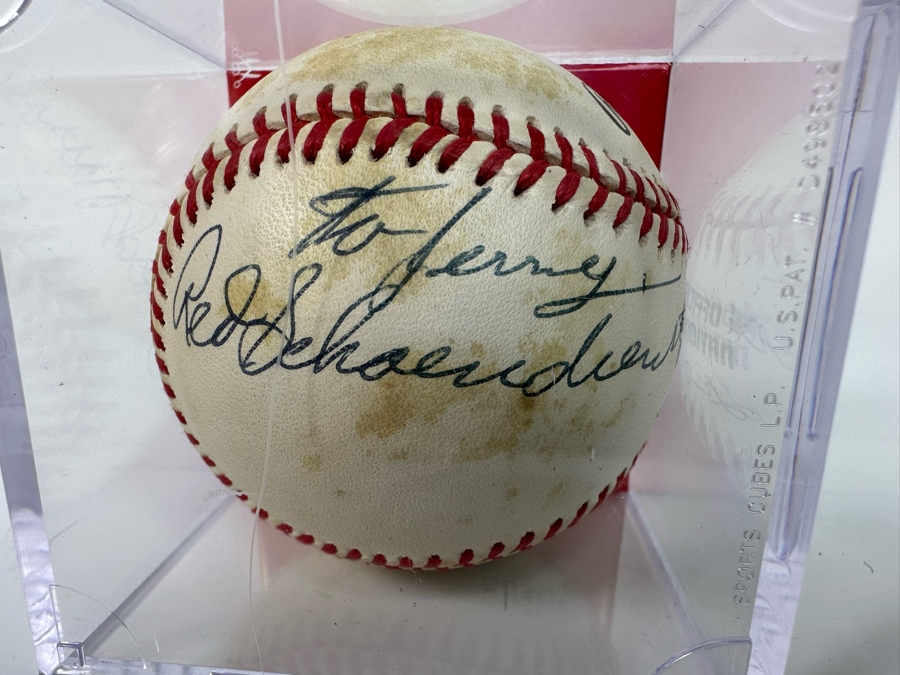 to Jerry,
Red Schoendienst
SPORTS CUBES L.P. U.S. PAT. #